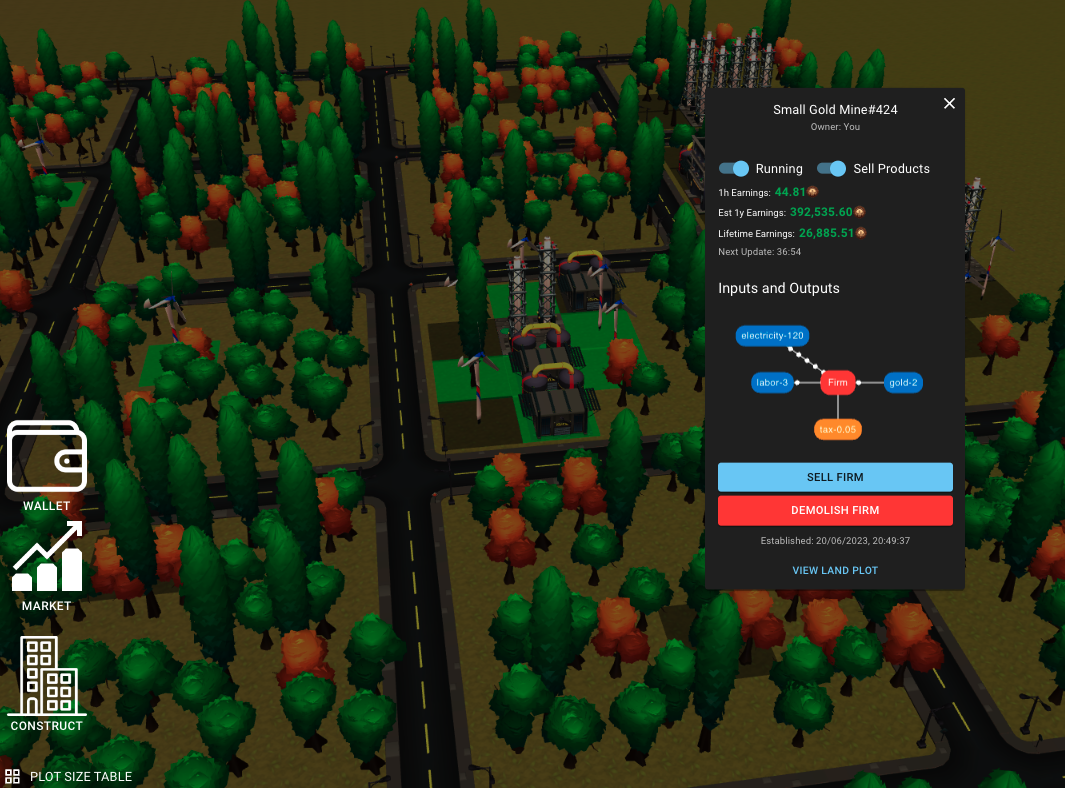 Small Gold Mine#424
Owner: You
Running
Sell Products
1h Earnings: 44.81
Est 1y Earnings: 392,535.60
Lifetime Earnings: 26,885.51
Next Update: 36:54
Inputs and Outputs
electricity-120
labor-3
Firm
gold-2
tax-0.05
SELL FIRM
DEMOLISH FIRM
Established: 20/06/2023, 20:49:37
VIEW LAND PLOT
WALLET
MARKET
CONSTRUCT
PLOT SIZE TABLE